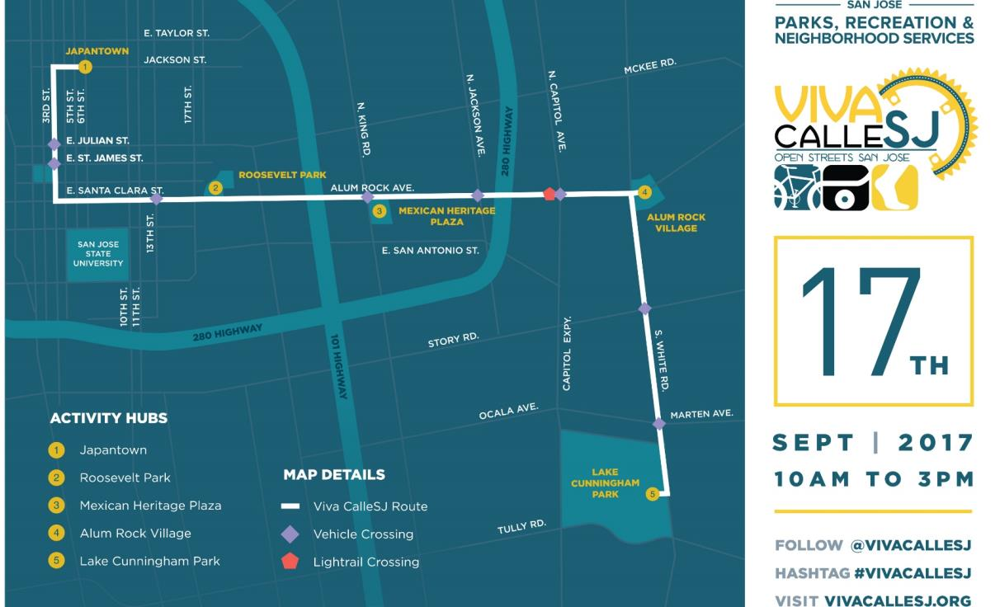 E. TAYLOR ST.
JAPANTOWN
1
JACKSON ST.
3RD ST.
5TH ST.
6TH ST.
17TH ST.
N. KING RD.
N. JACKSON AVE.
280 HIGHWAY
N. CAPITOL AVE.
MCKEE RD.
E. JULIAN ST.
E. ST. JAMES ST.
E. SANTA CLARA ST.
2
ROOSEVELT PARK
ALUM ROCK AVE.
3
MEXICAN HERITAGE
PLAZA
4
ALUM ROCK
VILLAGE
13TH ST.
SAN JOSE
STATE
UNIVERSITY
E. SAN ANTONIO ST.
10TH ST.
11TH ST.
280 HIGHWAY
101 HIGHWAY
STORY RD.
CAPITOL EXPY.
S. WHITE RD.
OCALA AVE.
MARTEN AVE.
LAKE
CUNNINGHAM
PARK
5
TULLY RD.
ACTIVITY HUBS
1 Japantown
2 Roosevelt Park
3 Mexican Heritage Plaza
4 Alum Rock Village
5 Lake Cunningham Park
MAP DETAILS
Viva CalleSJ Route
Vehicle Crossing
Lightrail Crossing
SAN JOSE
PARKS, RECREATION &
NEIGHBORHOOD SERVICES
VIVA
CALLESJ
OPEN STREETS SAN JOSE
17TH
SEPT | 2017
10AM TO 3PM
FOLLOW @VIVACALLESJ
HASHTAG #VIVACALLESJ
VISIT VIVACALLESJ.ORG